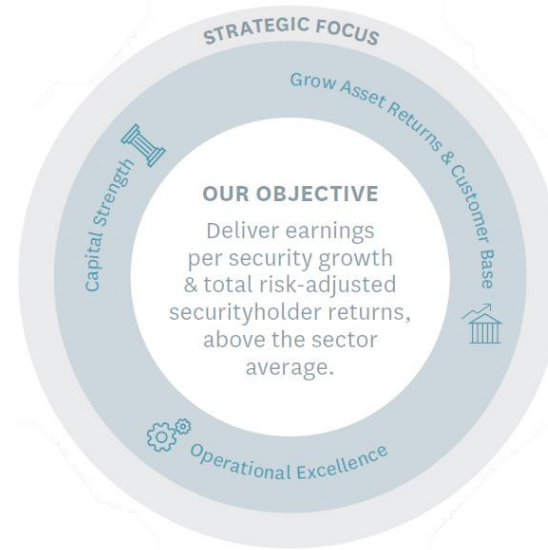 STRATEGIC FOCUS
Grow Asset Returns & Customer Base
Capital Strength
OUR OBJECTIVE
Deliver earnings
per security growth
& total risk-adjusted
securityholder returns,
above the sector
average.
Operational Excellence